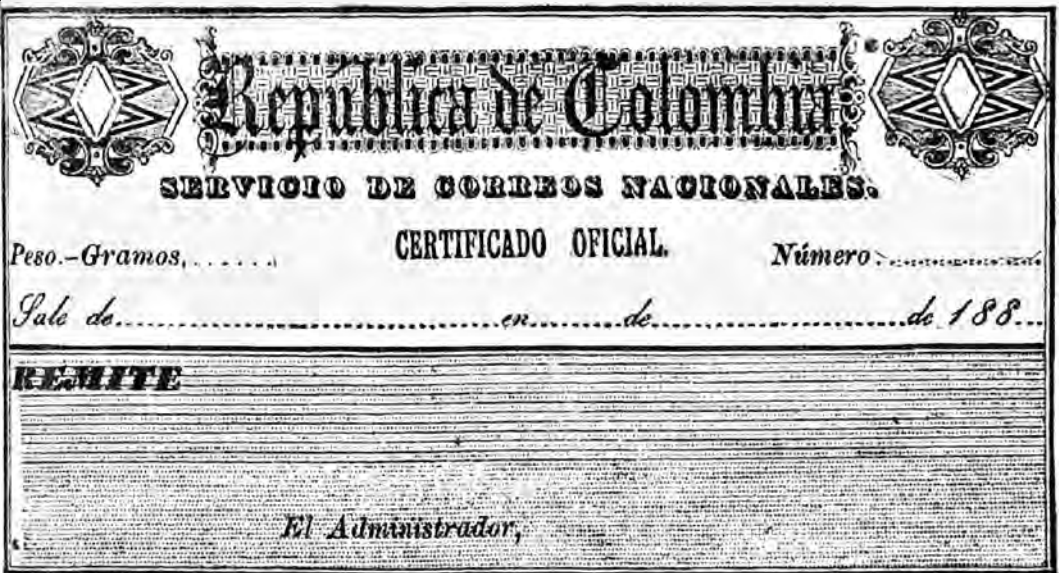 República de Colombia
SERVICIO DE CORREOS NACIONALES.
CERTIFICADO OFICIAL.
Peso.-Gramos, ...... Número ..................
Sale de.................................en........de....................de 188...
REMITE
El Administrador,